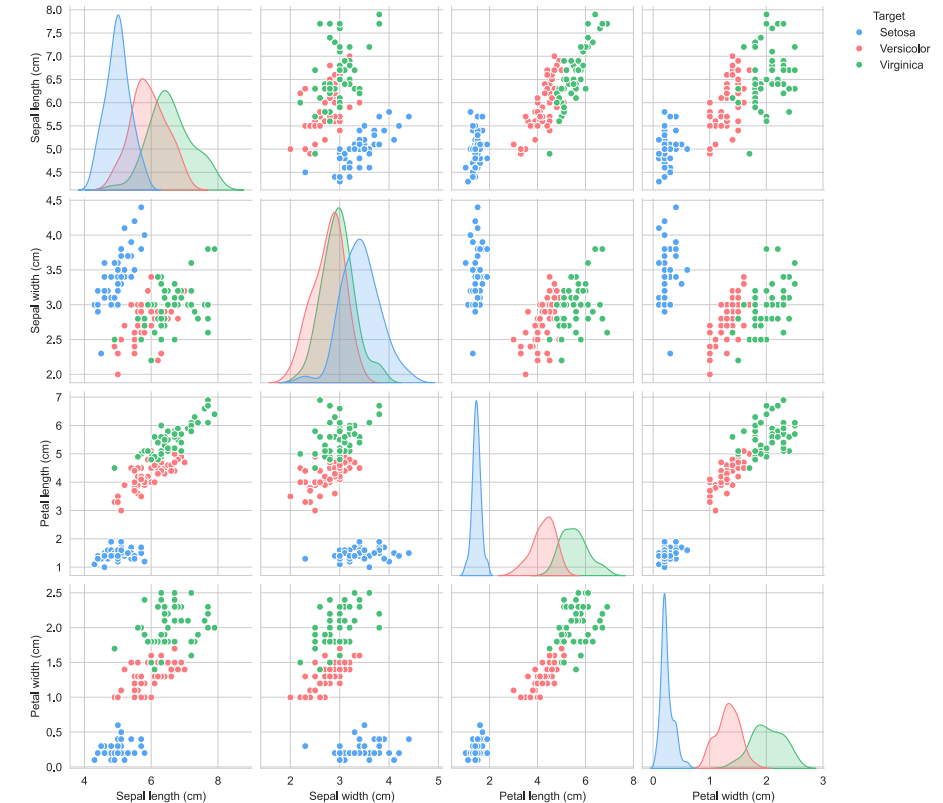 Target
Setosa
Versicolor
Virginica
8.0
7.5
7.0
6.5
6.0
5.5
5.0
4.5
Sepal length (cm)
4.5
4.0
3.5
3.0
2.5
2.0
Sepal width (cm)
7
6
5
4
3
2
1
Petal length (cm)
2.5
2.0
1.5
1.0
0.5
0.0
Petal width (cm)
4 6 8 2 3 4 5 2 4 6 8 0 1 2 3
Sepal length (cm) Sepal width (cm) Petal length (cm) Petal width (cm)